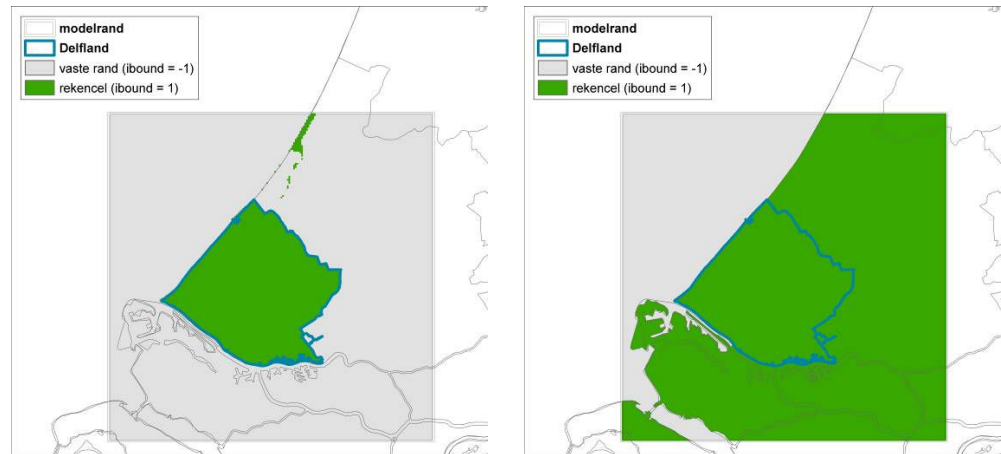 modelrand
Delfland
vaste rand (ibound = -1)
rekencel (ibound = 1)
modelrand
Delfland
vaste rand (ibound = -1)
rekencel (ibound = 1)